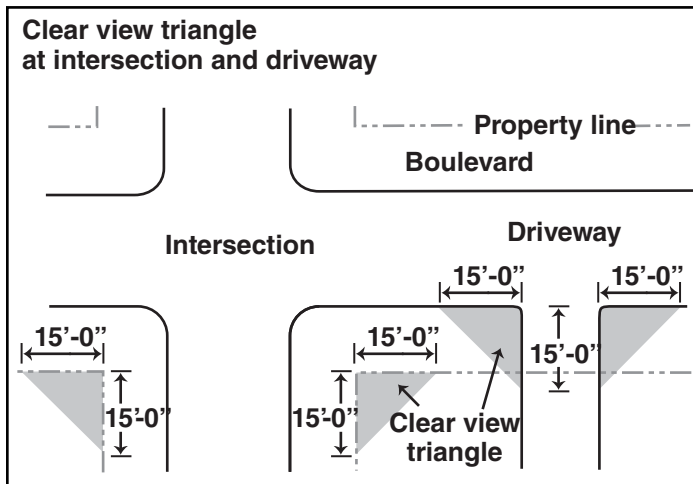 Clear view triangle
at intersection and driveway
Property line
Boulevard
Intersection
Driveway
15’-0”
15’-0”
15’-0”
15’-0”
15’-0”
15’-0”
15’-0”
Clear view
triangle